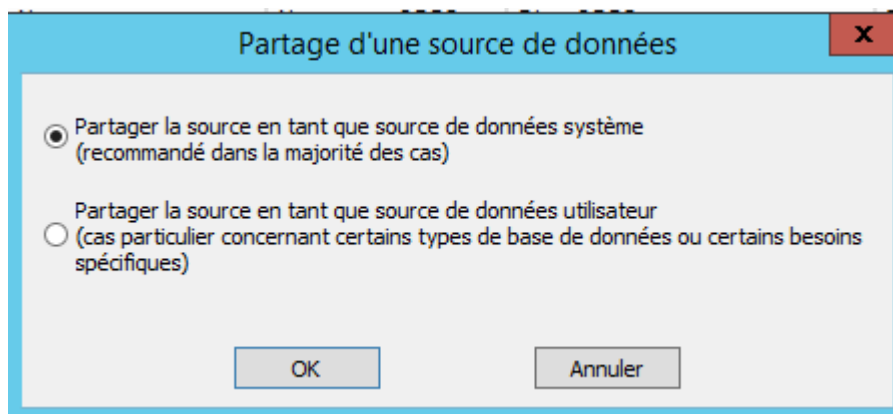 Partage d'une source de données
x
Partager la source en tant que source de données système
(recommandé dans la majorité des cas)
Partager la source en tant que source de données utilisateur
(cas particulier concernant certains types de base de données ou certains besoins
spécifiques)
OK
Annuler